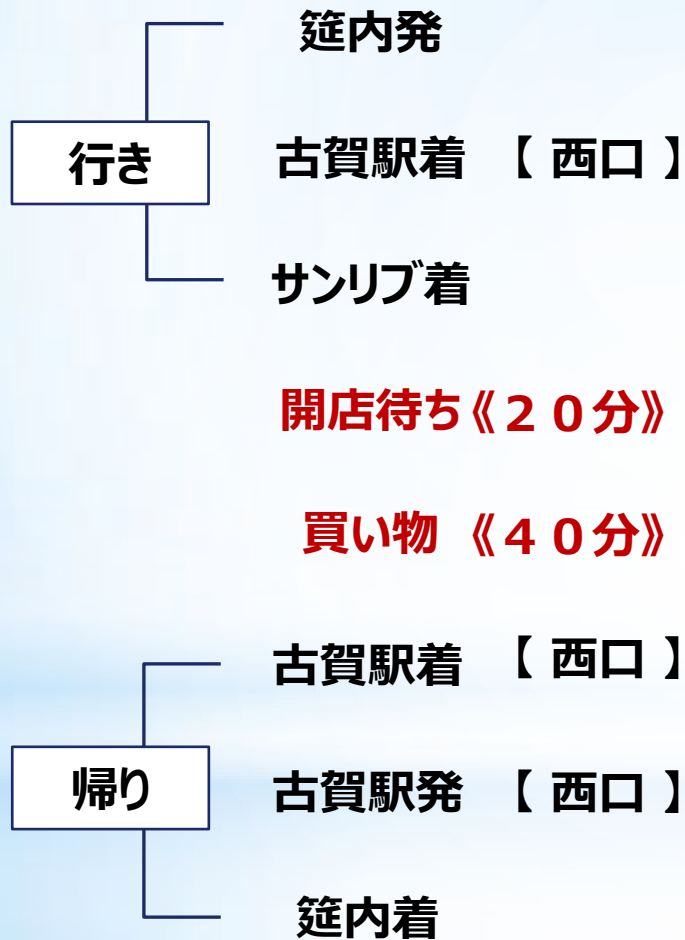 筵内発
行き
古賀駅着 【 西口 】
サンリブ着
開店待ち《20分》
買い物 《40分》
古賀駅着 【 西口 】
帰り
古賀駅発 【 西口 】
筵内着